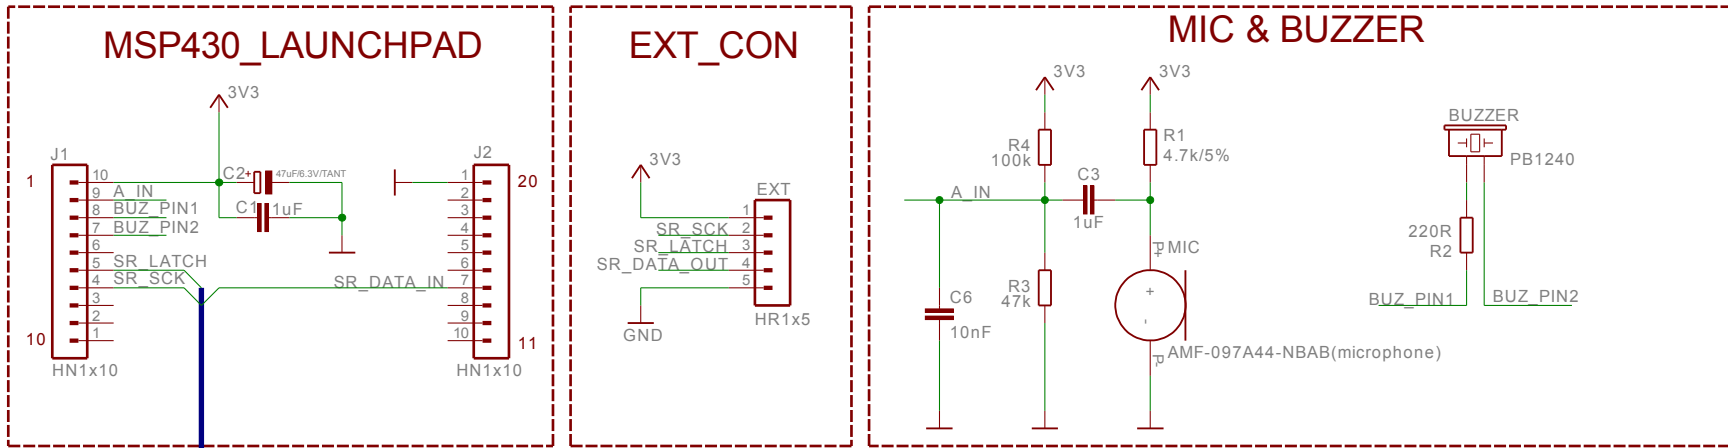 MSP430_LAUNCHPAD
3V3
J1
J2
1
10
9
8
7
6
5
4
3
2
1
10
A_IN
BUZ_PIN1
BUZ_PIN2
SR_LATCH
SR_SCK
C2
+
47uF/6.3V/TANT
C1
1uF
SR_DATA_IN
1
2
3
4
5
6
7
8
9
10
20
11
HN1x10
HN1x10
EXT_CON
3V3
EXT
1
2
3
4
5
SR_SCK
SR_LATCH
SR_DATA_OUT
GND
HR1x5
MIC & BUZZER
3V3
3V3
R4
100k
R1
4.7k/5%
C3
1uF
A_IN
P+
MIC
R3
47k
C6
10nF
+
-
P-
AMF-097A44-NBAB(microphone)
BUZZER
PB1240
220R
R2
BUZ_PIN1
BUZ_PIN2